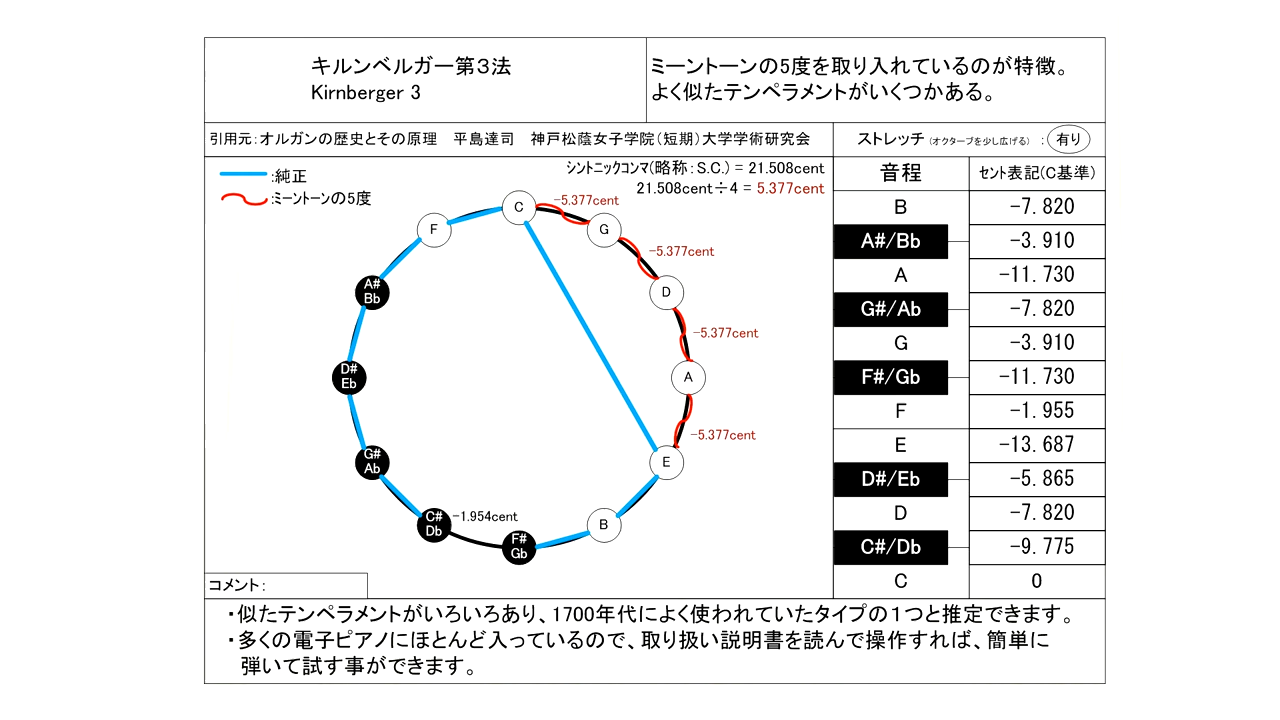 キルンベルガー第3法
Kirnberger 3
ミーントーンの5度を取り入れているのが特徴。
よく似たテンペラメントがいくつかある。
引用元：オルガンの歴史とその原理　平島達司　神戸松蔭女子学院（短期）大学学術研究会
ストレッチ（オクターブを少し広げる）：有り
:純正
:ミーントーンの5度
シントニックコンマ(略称：S.C.) = 21.508cent
21.508cent÷4 = 5.377cent
C
-5.377cent
G
-5.377cent
D
-5.377cent
A
-5.377cent
E
B
F#
Gb
-1.954cent
C#
Db
G#
Ab
D#
Eb
A#
Bb
F
音程　セント表記(C基準)
B　-7.820
A#/Bb　-3.910
A　-11.730
G#/Ab　-7.820
G　-3.910
F#/Gb　-11.730
F　-1.955
E　-13.687
D#/Eb　-5.865
D　-7.820
C#/Db　-9.775
C　0
コメント：
・似たテンペラメントがいろいろあり、1700年代によく使われていたタイプの1つと推定できます。
・多くの電子ピアノにほとんど入っているので、取り扱い説明書を読んで操作すれば、簡単に
弾いて試す事ができます。